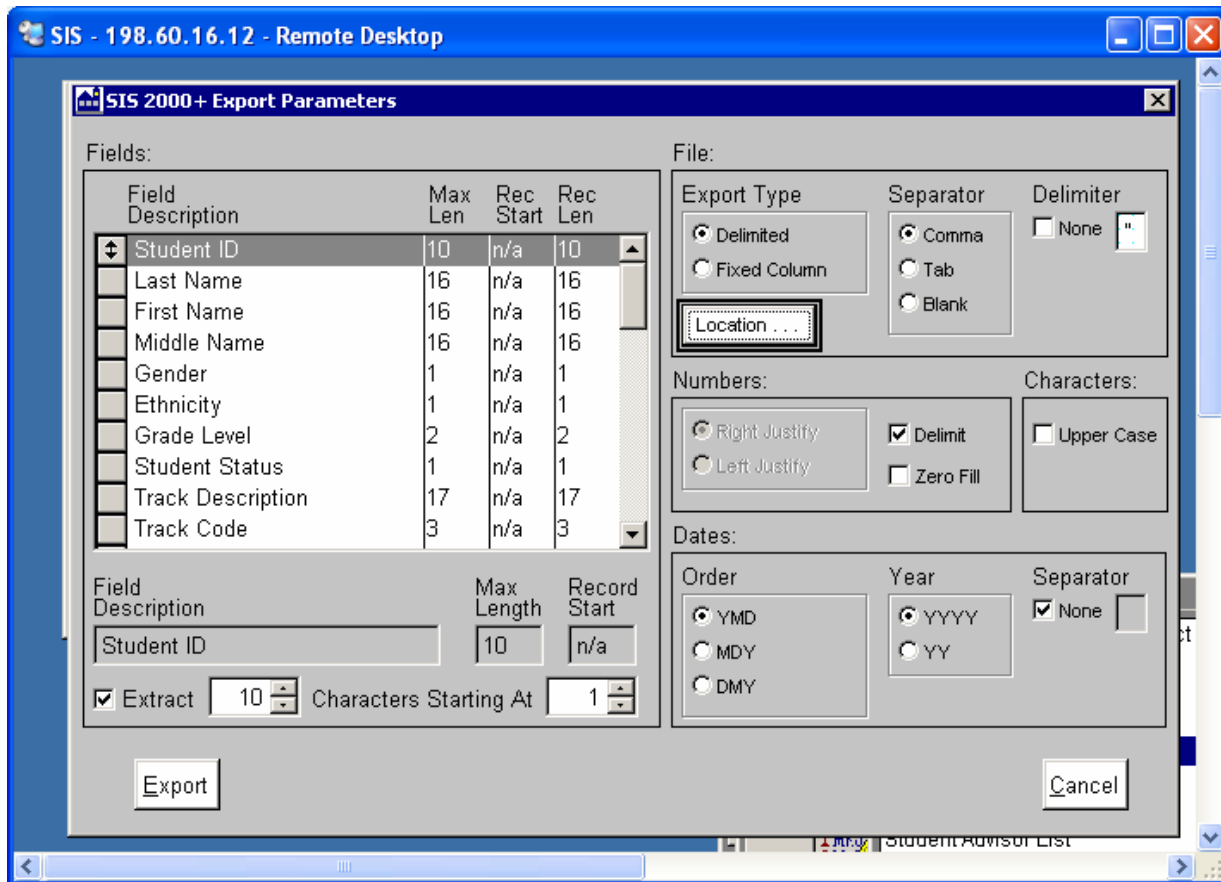 SIS - 198.60.16.12 - Remote Desktop
SIS 2000+ Export Parameters
Fields:
Field Description Max Len Rec Start Rec Len
Student ID 10 n/a 10
Last Name 16 n/a 16
First Name 16 n/a 16
Middle Name 16 n/a 16
Gender 1 n/a 1
Ethnicity 1 n/a 1
Grade Level 2 n/a 2
Student Status 1 n/a 1
Track Description 17 n/a 17
Track Code 3 n/a 3
Field Description Max Length Record Start
Student ID 10 n/a
Extract 10 Characters Starting At 1
Export
File:
Export Type Separator Delimiter
Delimited Comma None "
Fixed Column Tab
Blank
Location . . .
Numbers: Characters:
Right Justify Delimit Upper Case
Left Justify Zero Fill
Dates:
Order Year Separator
YMD YYYY None
MDY YY
DMY
Cancel
Student Advisor List